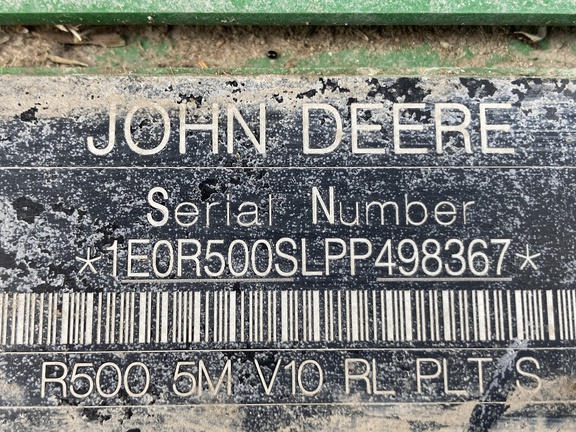 JOHN DEERE
Serial Number
*1E0R500SLPP498367*
R500 5M V10 RL PLT S